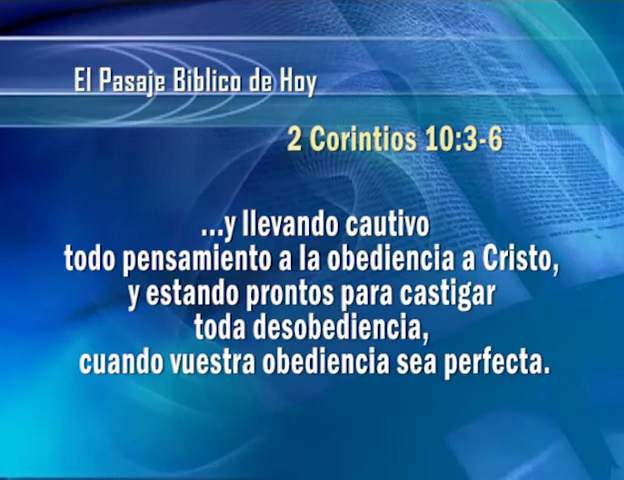 El Pasaje Biblico de Hoy
2 Corintios 10:3-6
...y llevando cautivo
todo pensamiento a la obediencia a Cristo,
y estando prontos para castigar
toda desobediencia,
cuando vuestra obediencia sea perfecta.